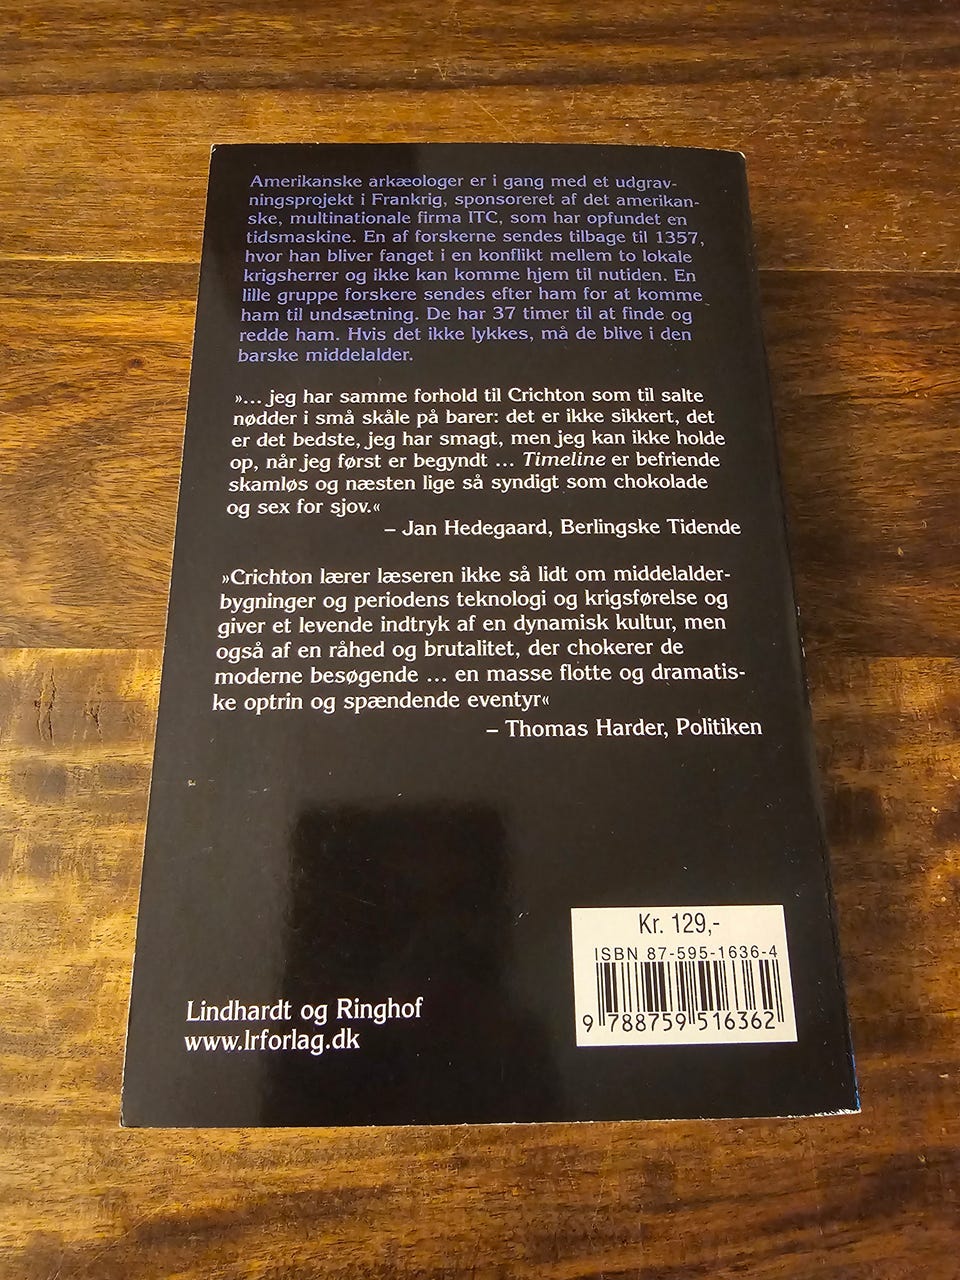 Amerikanske arkæologer er i gang med et udgrav-
ningsprojekt i Frankrig, sponsoreret af det amerikan-
ske, multinationale firma ITC, som har opfundet en
tidsmaskine. En af forskerne sendes tilbage til 1357,
hvor han bliver fanget i en konflikt mellem to lokale
krigsherrer og ikke kan komme hjem til nutiden. En
lille gruppe forskere sendes efter ham for at komme
ham til undsætning. De har 37 timer til at finde og
redde ham. Hvis det ikke lykkes, må de blive i den
barske middelalder.
»... jeg har samme forhold til Crichton som til salte
nødder i små skåle på barer: det er ikke sikkert, det
er det bedste, jeg har smagt, men jeg kan ikke holde
op, når jeg først er begyndt ... Timeline er befriende
skamløs og næsten lige så syndigt som chokolade
og sex for sjov.«
– Jan Hedegaard, Berlingske Tidende
»Crichton lærer læseren ikke så lidt om middelalder-
bygninger og periodens teknologi og krigsførelse og
giver et levende indtryk af en dynamisk kultur, men
også af en råhed og brutalitet, der chokerer de
moderne besøgende ... en masse flotte og dramatis-
ke optrin og spændende eventyr«
– Thomas Harder, Politiken
Kr. 129,-
ISBN 87-595-1636-4
9 788759 516362
Lindhardt og Ringhof
www.lrforlag.dk